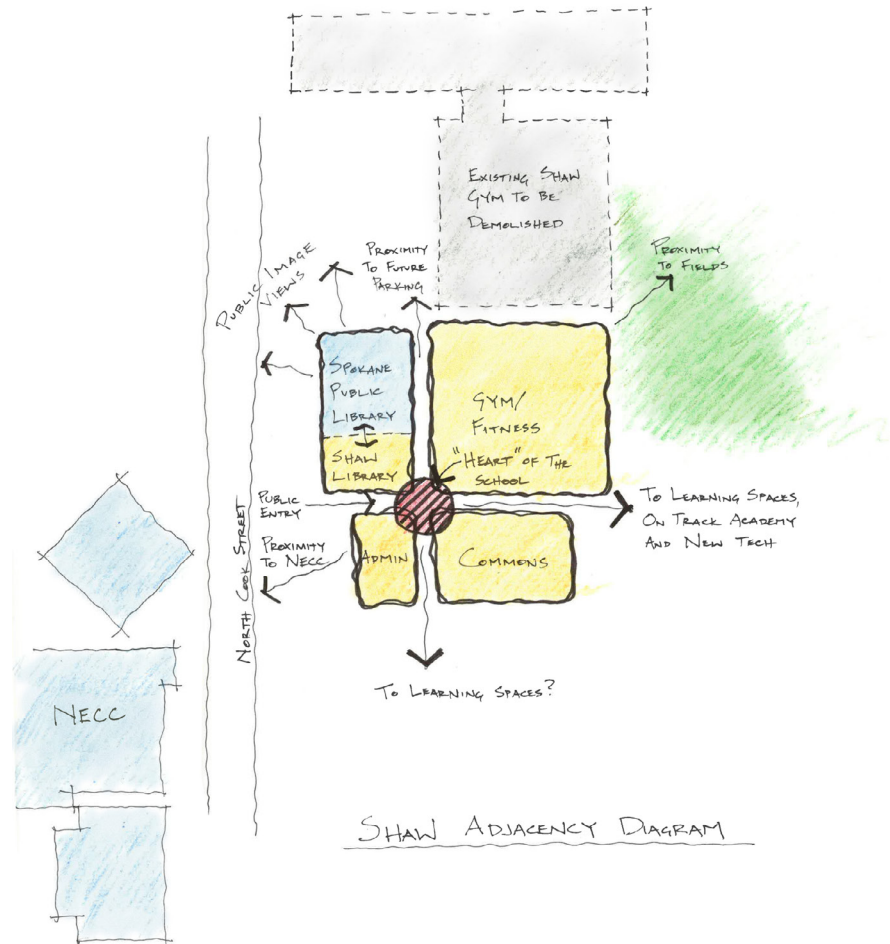 EXISTING SHAW
GYM TO BE
DEMOLISHED
PUBLIC IMAGE
VIEWS
PROXIMITY
TO FUTURE
PARKING
PROXIMITY
TO FIELDS
SPOKANE
PUBLIC
LIBRARY
SHAW
LIBRARY
GYM/
FITNESS
"HEART" OF THE
SCHOOL
PUBLIC
ENTRY
TO LEARNING SPACES,
ON TRACK ACADEMY
AND NEW TECH
PROXIMITY
TO NECC
ADMIN
COMMONS
NORTH COOK STREET
TO LEARNING SPACES?
NECC
SHAW ADJACENCY DIAGRAM